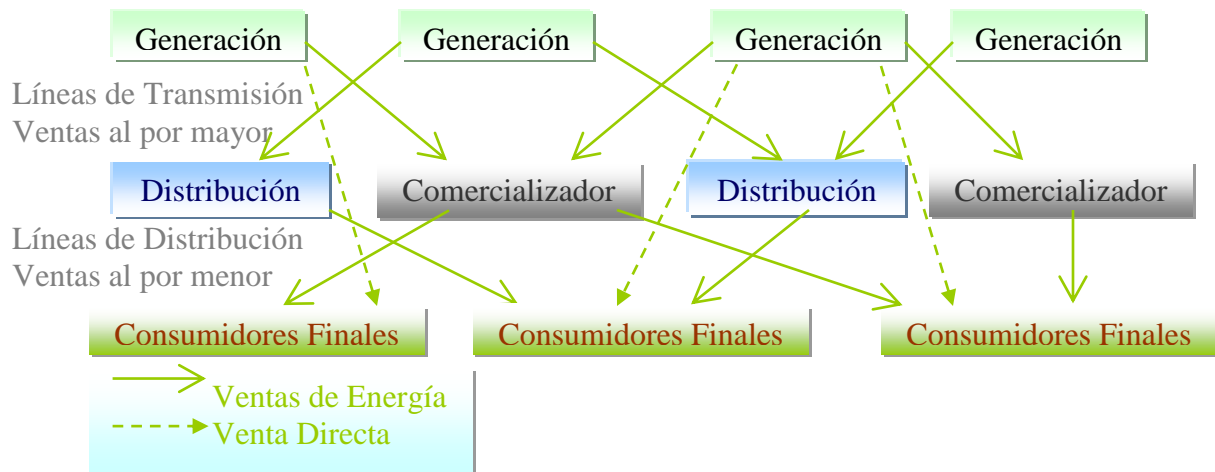 Generación
Generación
Generación
Generación
Líneas de Transmisión
Ventas al por mayor
Distribución
Comercializador
Distribución
Comercializador
Líneas de Distribución
Ventas al por menor
Consumidores Finales
Consumidores Finales
Consumidores Finales
Ventas de Energía
Venta Directa